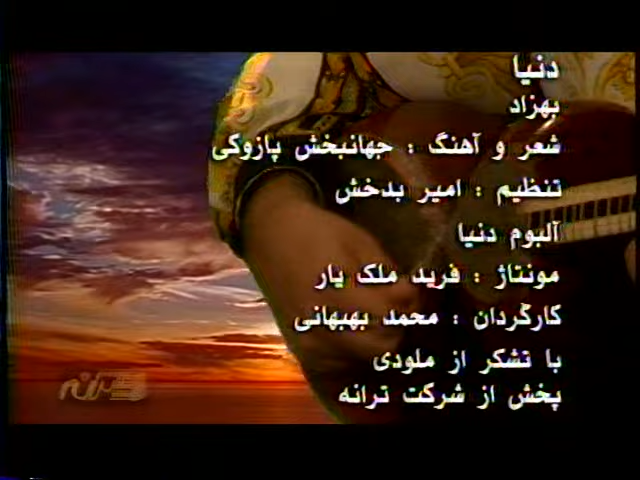 دنیا
بهزاد
شعر و آهنگ : جهانبخش پازوکی
تنظیم : امیر بدخش
آلبوم دنیا
مونتاژ : فرید ملک یار
کارگردان : محمد بهبهانی
با تشکر از ملودی
پخش از شرکت ترانه
ترانه